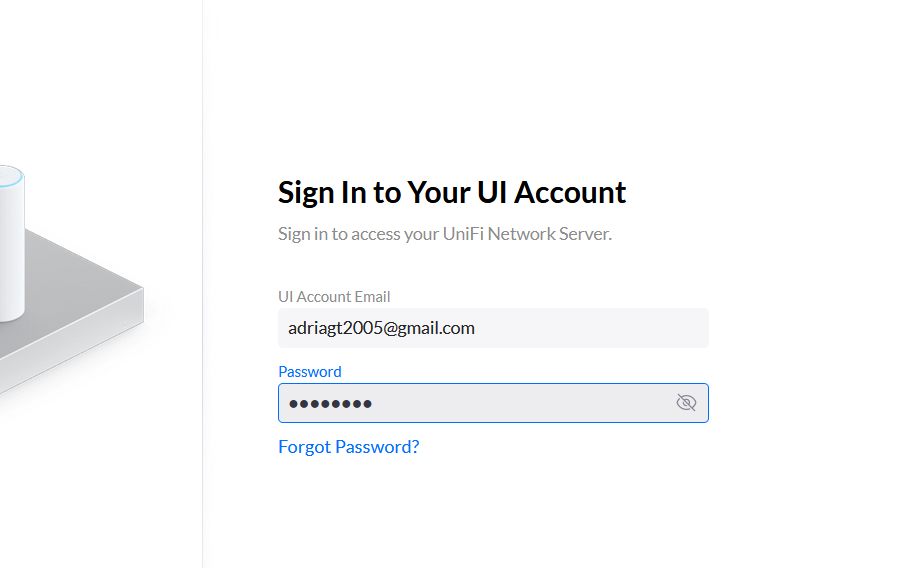 Sign In to Your UI Account
Sign in to access your UniFi Network Server.
UI Account Email
adriagt2005@gmail.com
Password
●●●●●●●●
Forgot Password?